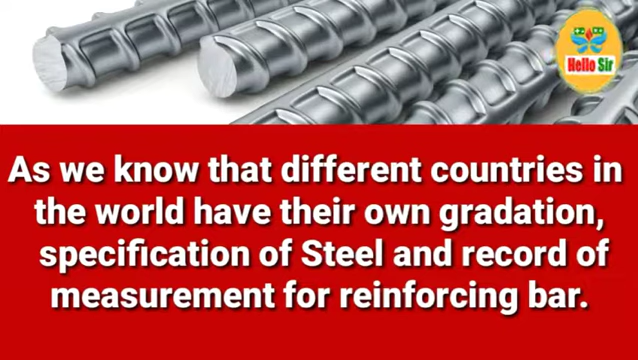 Hello Sir
As we know that different countries in
the world have their own gradation,
specification of Steel and record of
measurement for reinforcing bar.